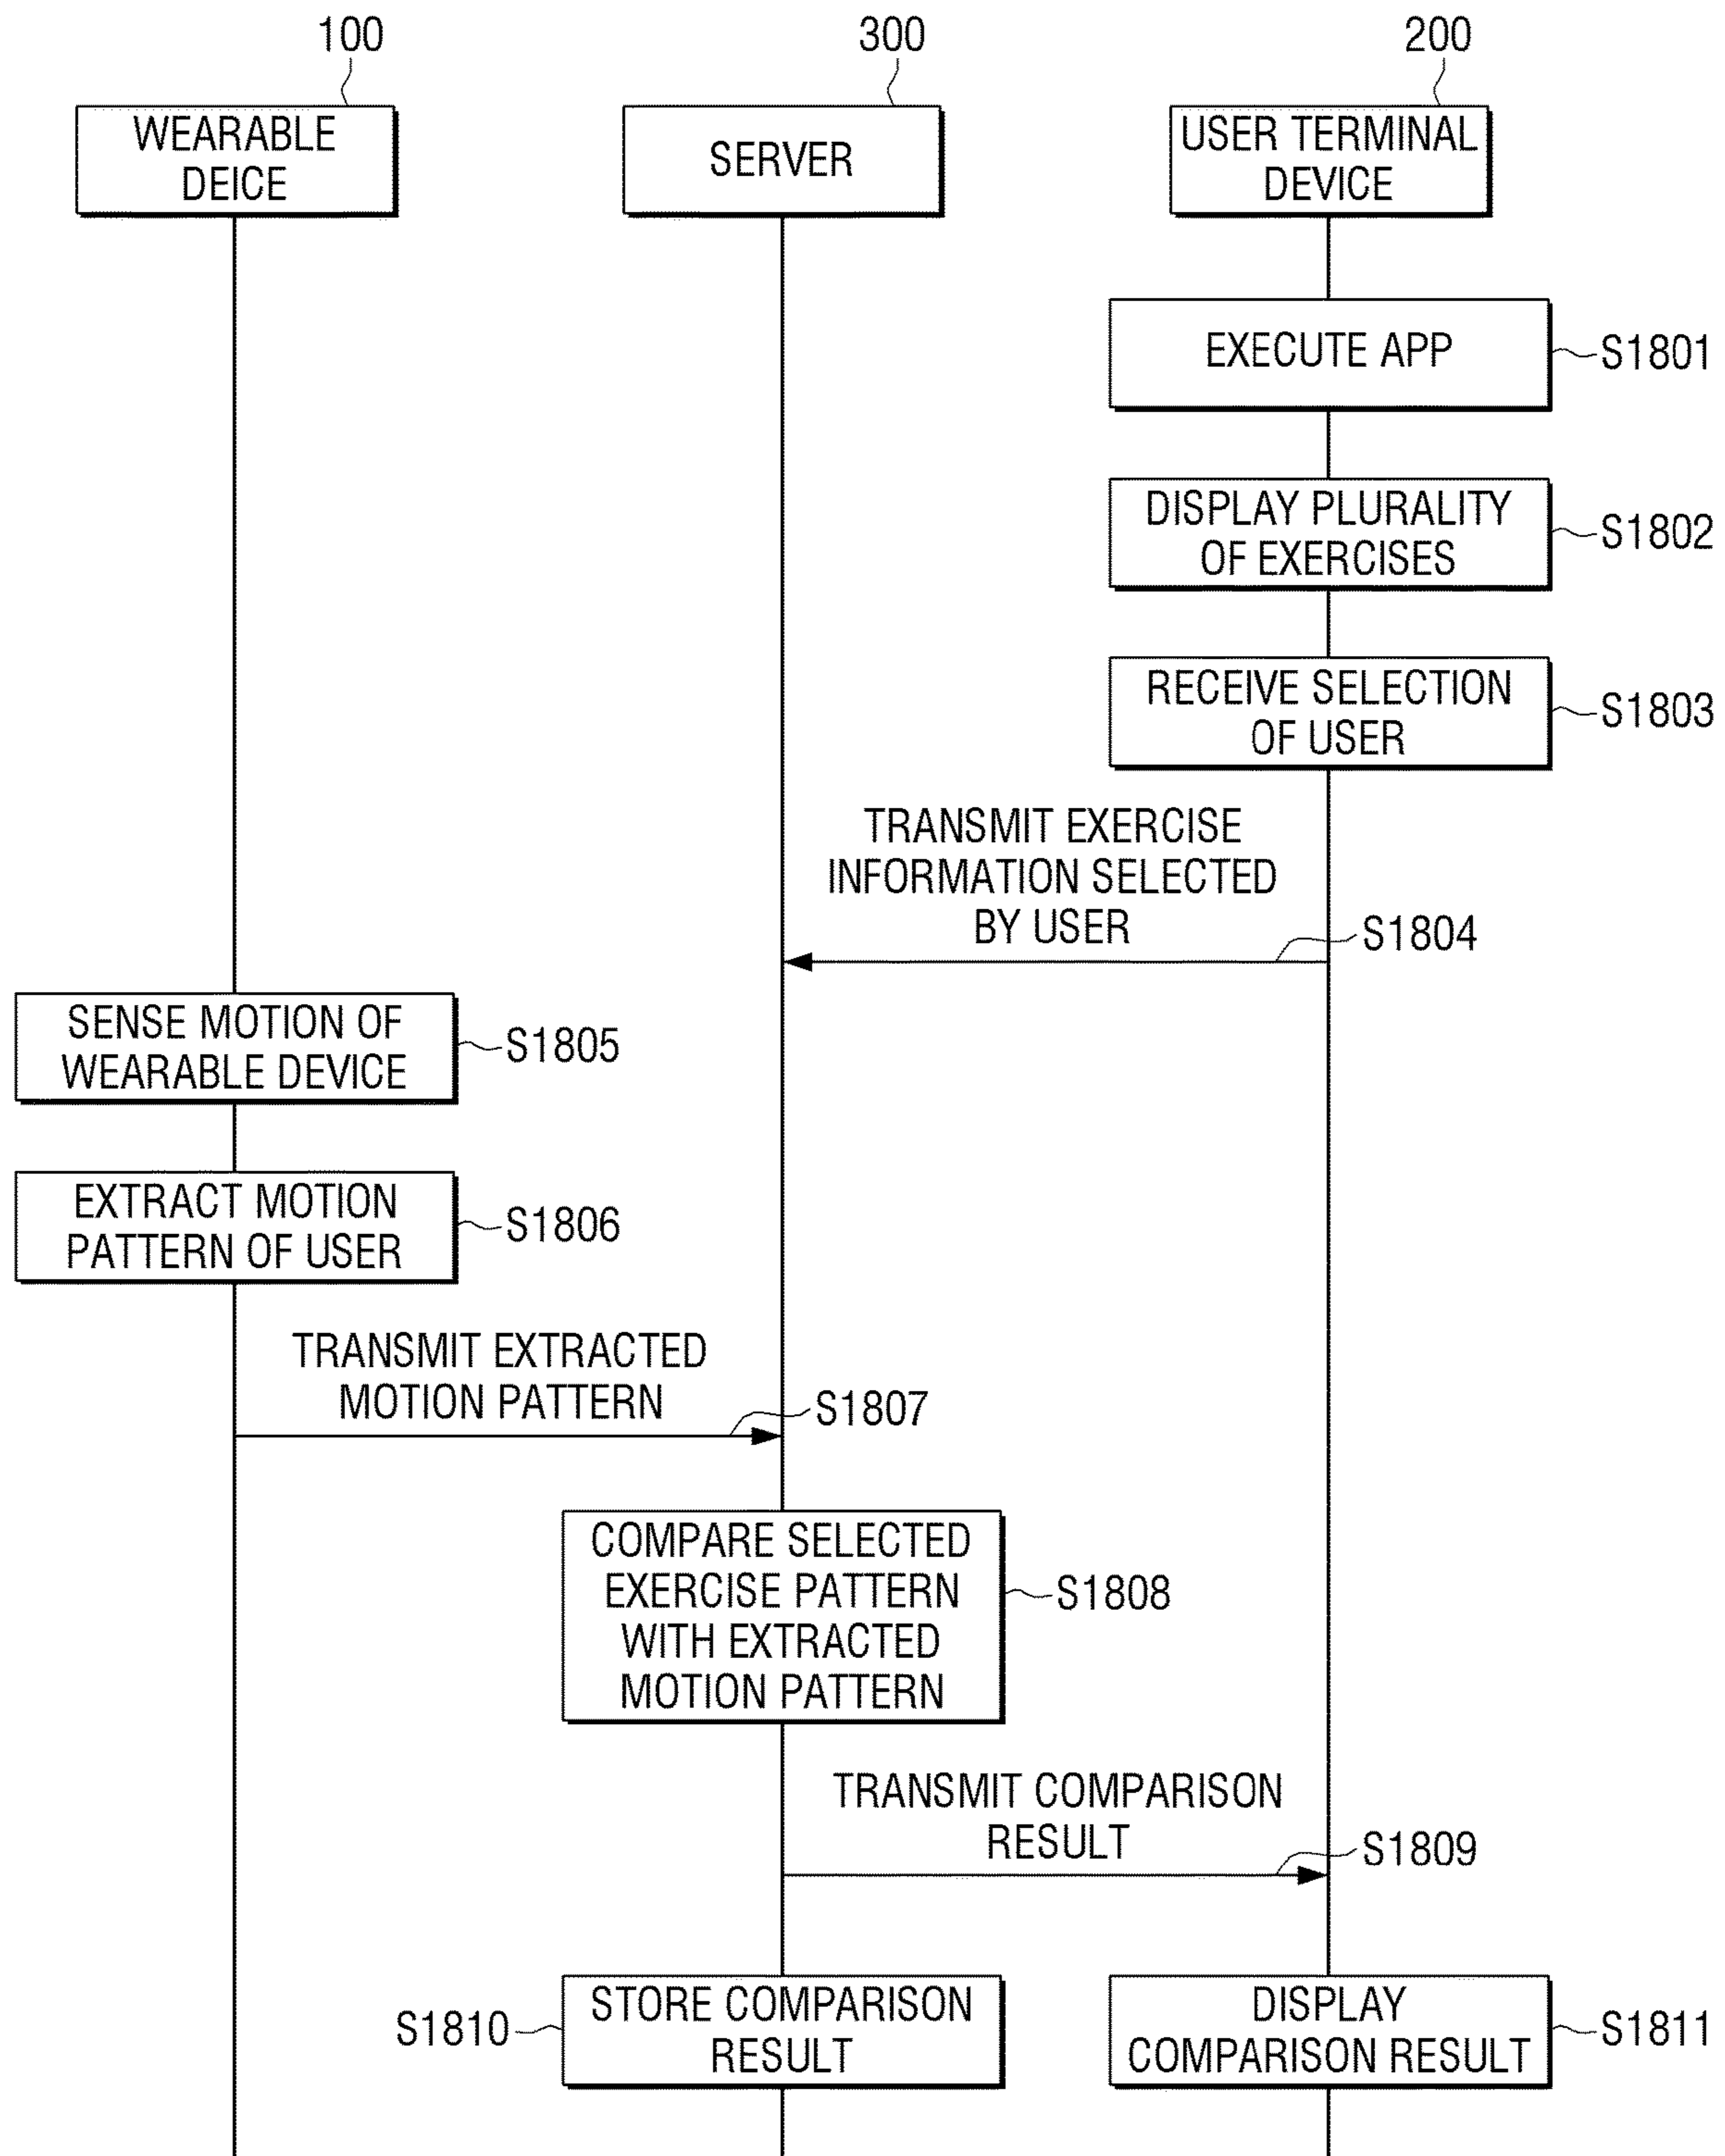 100
300
200
WEARABLE
DEICE
SERVER
USER TERMINAL
DEVICE
EXECUTE APP
S1801
DISPLAY PLURALITY
OF EXERCISES
S1802
RECEIVE SELECTION
OF USER
S1803
TRANSMIT EXERCISE
INFORMATION SELECTED
BY USER
S1804
SENSE MOTION OF
WEARABLE DEVICE
S1805
EXTRACT MOTION
PATTERN OF USER
S1806
TRANSMIT EXTRACTED
MOTION PATTERN
S1807
COMPARE SELECTED
EXERCISE PATTERN
WITH EXTRACTED
MOTION PATTERN
S1808
TRANSMIT COMPARISON
RESULT
S1809
S1810
STORE COMPARISON
RESULT
DISPLAY
COMPARISON RESULT
S1811